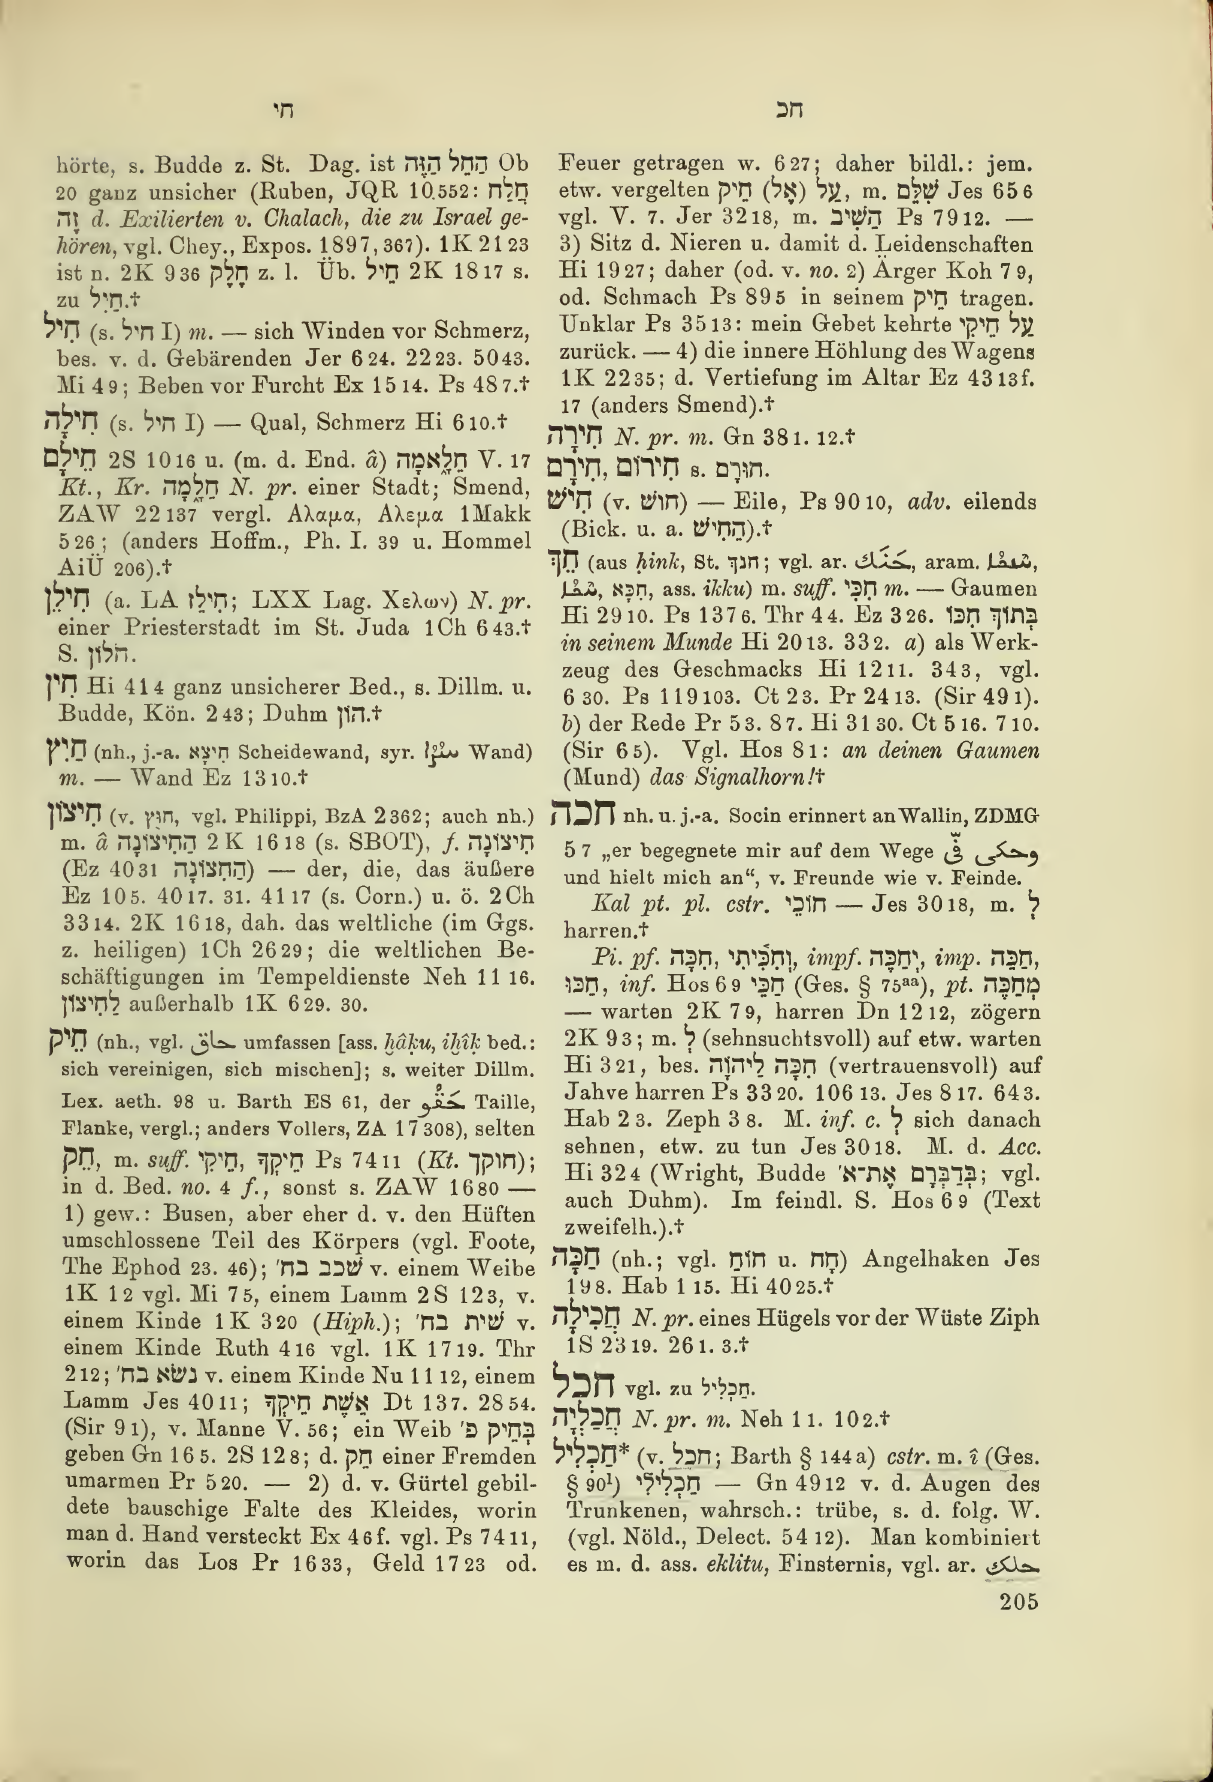 חי
חכ
hörte, s. Budde z. St. Dag. ist הַחֵל הַזֶּה Ob
20 ganz unsicher (Ruben, JQR 10,552: חֲלַח
זֶה d. Exilierten v. Chalach, die zu Israel ge-
hören, vgl. Chey., Expos. 1897, 367). 1K 21 23
ist n. 2K 9 36 חֵלֶק z. l. Üb. חֵיל 2K 18 17 s.
zu חַיִל.†
חִיל (s. חיל I) m. — sich Winden vor Schmerz,
bes. v. d. Gebärenden Jer 6 24. 22 23. 50 43.
Mi 4 9; Beben vor Furcht Ex 15 14. Ps 48 7.†
חִילָה (s. חיל I) — Qual, Schmerz Hi 6 10.†
חֵילָם 2S 10 16 u. (m. d. End. â) חֵלָאמָה V. 17
Kt., Kr. חֵלָמָה N. pr. einer Stadt; Smend,
ZAW 22 137 vergl. Αλαμα, Αλεμα 1Makk
5 26; (anders Hoffm., Ph. I. 39 u. Hommel
AiÜ 206).†
חִילֵן (a. LA חִילֵז; LXX Lag. Χελων) N. pr.
einer Priesterstadt im St. Juda 1Ch 6 43.†
S. חֹלוֹן.
חִין Hi 41 4 ganz unsicherer Bed., s. Dillm. u.
Budde, Kön. 2 43; Duhm הוֹן.†
חַיִץ (nh., j.-a. חִיצָא Scheidewand, syr. Wand)
m. — Wand Ez 13 10.†
חִיצוֹן (v. חוּץ, vgl. Philippi, BzA 2 362; auch nh.)
m. â הַחִיצוֹנָה 2 K 16 18 (s. SBOT), f. חִיצוֹנָה
(Ez 40 31 הַחִצוֹנָה) — der, die, das äußere
Ez 10 5. 40 17. 31. 41 17 (s. Corn.) u. ö. 2Ch
33 14. 2K 16 18, dah. das weltliche (im Ggs.
z. heiligen) 1Ch 26 29; die weltlichen Be-
schäftigungen im Tempeldienste Neh 11 16.
לַחִיצוֹן außerhalb 1K 6 29. 30.
חֵיק (nh., vgl. حاق umfassen [ass. ḫâḳu, iḫîḳ bed.:
sich vereinigen, sich mischen]; s. weiter Dillm.
Lex. aeth. 98 u. Barth ES 61, der حَقْو Taille,
Flanke, vergl.; anders Vollers, ZA 17 308), selten
חֵק, m. suff. חֵיקִי, חֵיקְךָ Ps 74 11 (Kt. חוקך);
in d. Bed. no. 4 f., sonst s. ZAW 16 80 —
1) gew.: Busen, aber eher d. v. den Hüften
umschlossene Teil des Körpers (vgl. Foote,
The Ephod 23. 46); שכב בח' v. einem Weibe
1K 1 2 vgl. Mi 7 5, einem Lamm 2S 12 3, v.
einem Kinde 1K 3 20 (Hiph.); שית בח' v.
einem Kinde Ruth 4 16 vgl. 1K 17 19. Thr
2 12; נשׂא בח' v. einem Kinde Nu 11 12, einem
Lamm Jes 40 11; אֵשֶׁת חֵיקֶךָ Dt 13 7. 28 54.
(Sir 9 1), v. Manne V. 56; ein Weib בְּחֵיק פ'
geben Gn 16 5. 2S 12 8; d. חֵק einer Fremden
umarmen Pr 5 20. — 2) d. v. Gürtel gebil-
dete bauschige Falte des Kleides, worin
man d. Hand versteckt Ex 4 6 f. vgl. Ps 74 11,
worin das Los Pr 16 33, Geld 17 23 od.
Feuer getragen w. 6 27; daher bildl.: jem.
etw. vergelten עַל (אֶל) חֵיק, m. שִׁלֵּם Jes 65 6
vgl. V. 7. Jer 32 18, m. הֵשִׁיב Ps 79 12. —
3) Sitz d. Nieren u. damit d. Leidenschaften
Hi 19 27; daher (od. v. no. 2) Ärger Koh 7 9,
od. Schmach Ps 89 5 in seinem חֵיק tragen.
Unklar Ps 35 13: mein Gebet kehrte עַל חֵיקִי
zurück. — 4) die innere Höhlung des Wagens
1K 22 35; d. Vertiefung im Altar Ez 43 13 f.
17 (anders Smend).†
חִירָה N. pr. m. Gn 38 1. 12.†
חִירוֹם, חִירָם s. חוּרָם.
חִישׁ (v. חוּשׁ) — Eile, Ps 90 10, adv. eilends
(Bick. u. a. הֵחִישׁ).†
חֵךְ (aus ḥink, St. חנך; vgl. ar. حَنَك, aram.
חִכָּא, ass. ikku) m. suff. חִכִּי m. — Gaumen
Hi 29 10. Ps 137 6. Thr 4 4. Ez 3 26. בְּתוֹךְ חִכּוֹ
in seinem Munde Hi 20 13. 33 2. a) als Werk-
zeug des Geschmacks Hi 12 11. 34 3, vgl.
6 30. Ps 119 103. Ct 2 3. Pr 24 13. (Sir 49 1).
b) der Rede Pr 5 3. 8 7. Hi 31 30. Ct 5 16. 7 10.
(Sir 6 5). Vgl. Hos 8 1: an deinen Gaumen
(Mund) das Signalhorn!†
חכה nh. u. j.-a. Socin erinnert an Wallin, ZDMG
5 7 „er begegnete mir auf dem Wege وحكى فيّ
und hielt mich an“, v. Freunde wie v. Feinde.
Kal pt. pl. cstr. חוֹכֵי — Jes 30 18, m. לְ
harren.†
Pi. pf. חִכָּה, וְחִכִּיתִי, impf. יְחַכֶּה, imp. חַכֵּה,
חַכּוּ, inf. Hos 6 9 חַכֵּי (Ges. § 75aa), pt. מְחַכֶּה
— warten 2K 7 9, harren Dn 12 12, zögern
2K 9 3; m. לְ (sehnsuchtsvoll) auf etw. warten
Hi 3 21, bes. חִכָּה לַיהוָֹה (vertrauensvoll) auf
Jahve harren Ps 33 20. 106 13. Jes 8 17. 64 3.
Hab 2 3. Zeph 3 8. M. inf. c. לְ sich danach
sehnen, etw. zu tun Jes 30 18. M. d. Acc.
Hi 32 4 (Wright, Budde בְּדַבְּרָם אֶת־א'; vgl.
auch Duhm). Im feindl. S. Hos 6 9 (Text
zweifelh.).†
חַכָּה (nh.; vgl. חוֹחַ u. חָח) Angelhaken Jes
19 8. Hab 1 15. Hi 40 25.†
חֲכִילָה N. pr. eines Hügels vor der Wüste Ziph
1S 23 19. 26 1. 3.†
חכל vgl. zu חַכְלִיל.
חֲכַלְיָה N. pr. m. Neh 1 1. 10 2.†
חַכְלִיל* (v. חכל; Barth § 144 a) cstr. m. î (Ges.
§ 90l) חַכְלִילִי — Gn 49 12 v. d. Augen des
Trunkenen, wahrsch.: trübe, s. d. folg. W.
(vgl. Nöld., Delect. 54 12). Man kombiniert
es m. d. ass. eklitu, Finsternis, vgl. ar. حلك
205